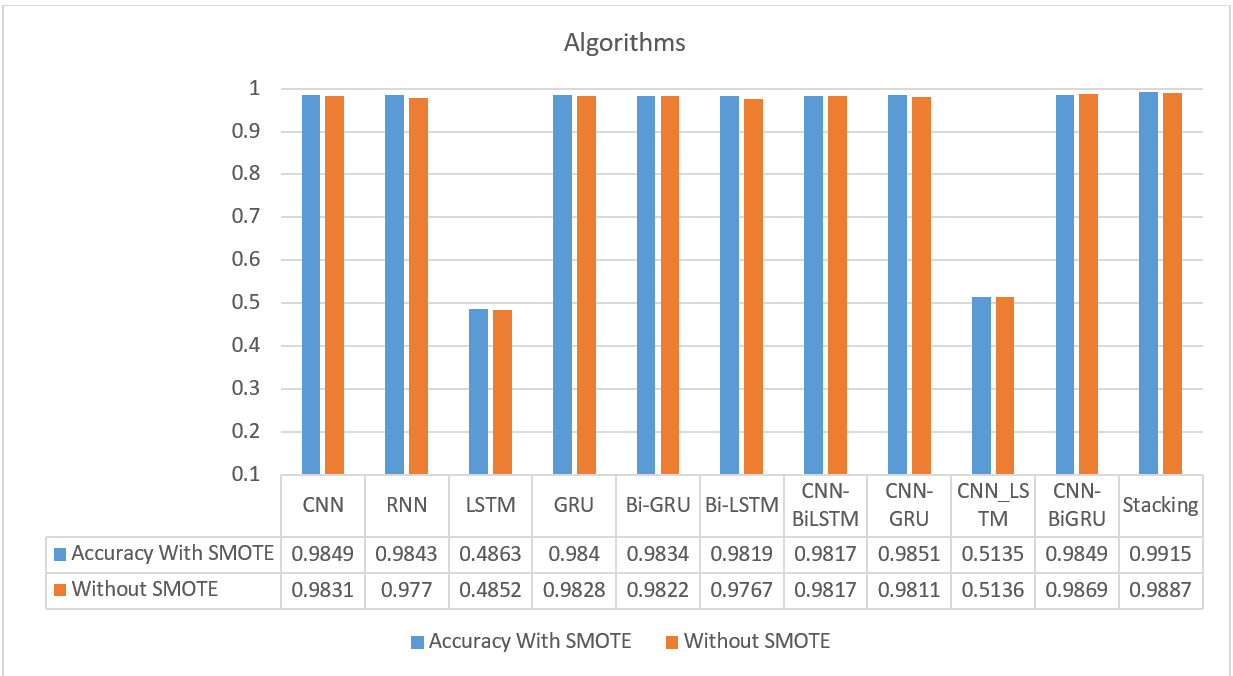 Algorithms
1
0.9
0.8
0.7
0.6
0.5
0.4
0.3
0.2
0.1
CNN RNN LSTM GRU Bi-GRU Bi-LSTM CNN- CNN- CNN_LS CNN- Stacking
BiLSTM GRU TM BiGRU
Accuracy With SMOTE 0.9849 0.9843 0.4863 0.984 0.9834 0.9819 0.9817 0.9851 0.5135 0.9849 0.9915
Without SMOTE 0.9831 0.977 0.4852 0.9828 0.9822 0.9767 0.9817 0.9811 0.5136 0.9869 0.9887
Accuracy With SMOTE Without SMOTE